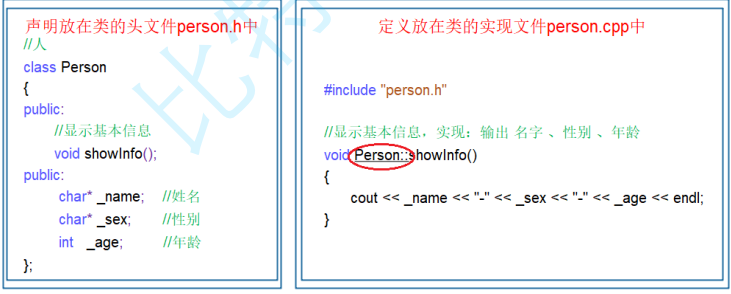 声明放在类的头文件person.h中
//人
class Person
{
public:
//显示基本信息
void showInfo();
public:
char* _name; //姓名
char* _sex; //性别
int _age; //年龄
};
定义放在类的实现文件person.cpp中
#include "person.h"
//显示基本信息，实现：输出 名字 、性别 、年龄
void Person::showInfo()
{
cout << _name << "-" << _sex << "-" << _age << endl;
}
比特